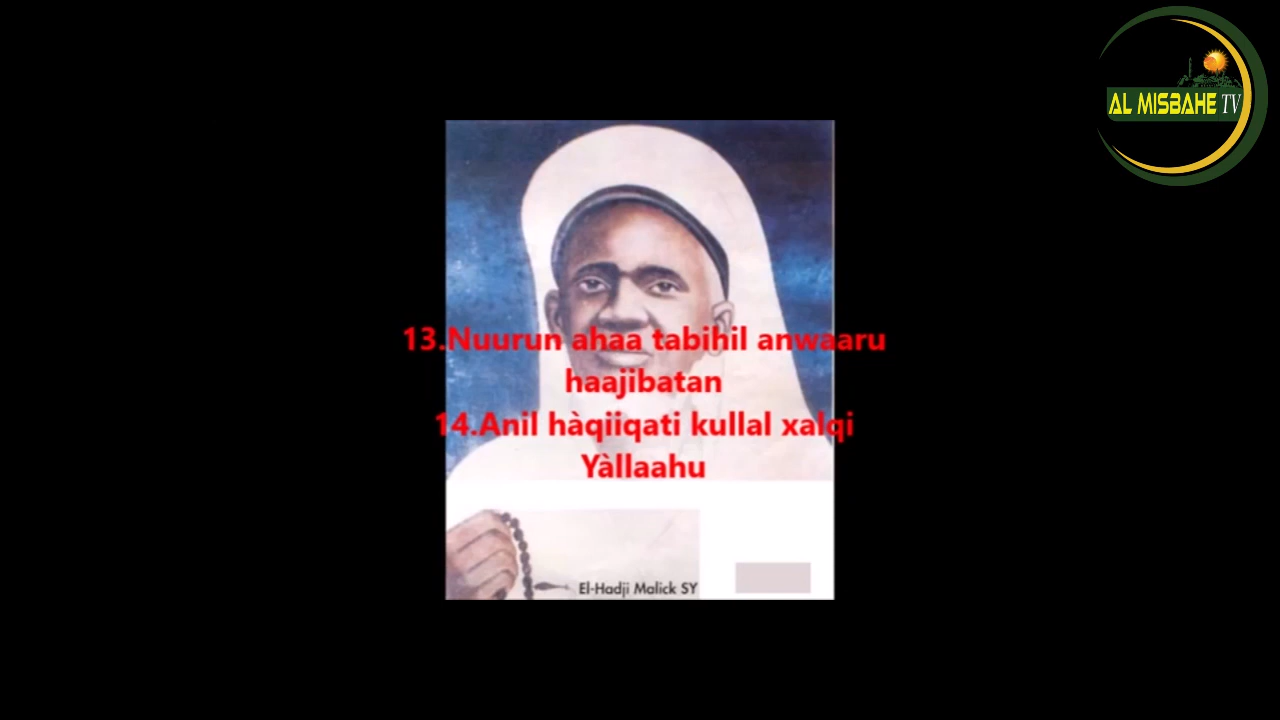 AL MISBAHE TV
13.Nuurun ahaa tabihil anwaaru
haajibatan
14.Anil hàqiiqati kullal xalqi
Yàllaahu
El-Hadji Malick SY